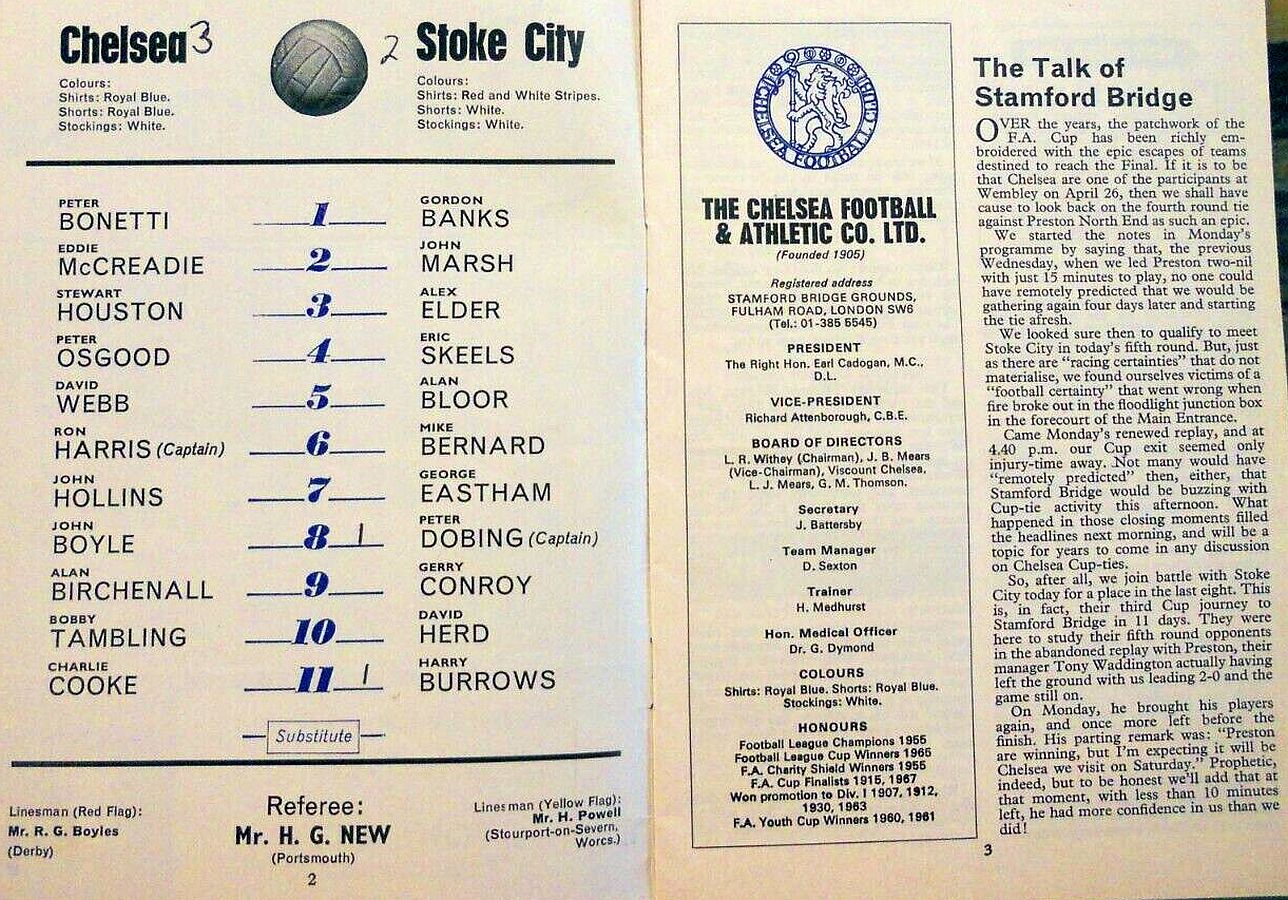 Chelsea 3
2 Stoke City
Colours:
Shirts: Royal Blue.
Shorts: Royal Blue.
Stockings: White.
Colours:
Shirts: Red and White Stripes.
Shorts: White.
Stockings: White.
PETER
BONETTI
1
GORDON
BANKS
EDDIE
McCREADIE
2
JOHN
MARSH
STEWART
HOUSTON
3
ALEX
ELDER
PETER
OSGOOD
4
ERIC
SKEELS
DAVID
WEBB
5
ALAN
BLOOR
RON
HARRIS (Captain)
6
MIKE
BERNARD
JOHN
HOLLINS
7
GEORGE
EASTHAM
JOHN
BOYLE
8 1
PETER
DOBING (Captain)
ALAN
BIRCHENALL
9
GERRY
CONROY
BOBBY
TAMBLING
10
DAVID
HERD
CHARLIE
COOKE
11 1
HARRY
BURROWS
Substitute
Linesman (Red Flag):
Mr. R. G. Boyles
(Derby)
Referee:
Mr. H. G. NEW
(Portsmouth)
Linesman (Yellow Flag):
Mr. H. Powell
(Stourport-on-Severn,
Worcs.)
2
CHELSEA FOOTBALL CLUB
THE CHELSEA FOOTBALL
& ATHLETIC CO. LTD.
(Founded 1905)
Registered address
STAMFORD BRIDGE GROUNDS,
FULHAM ROAD, LONDON SW6
(Tel.: 01-385 5545)
PRESIDENT
The Right Hon. Earl Cadogan, M.C.,
D.L.
VICE-PRESIDENT
Richard Attenborough, C.B.E.
BOARD OF DIRECTORS
L. R. Withey (Chairman), J. B. Mears
(Vice-Chairman), Viscount Chelsea,
L. J. Mears, G. M. Thomson.
Secretary
J. Battersby
Team Manager
D. Sexton
Trainer
H. Medhurst
Hon. Medical Officer
Dr. G. Dymond
COLOURS
Shirts: Royal Blue. Shorts: Royal Blue.
Stockings: White.
HONOURS
Football League Champions 1955
Football League Cup Winners 1965
F.A. Charity Shield Winners 1955
F.A. Cup Finalists 1915, 1967
Won promotion to Div. I 1907, 1912,
1930, 1963
F.A. Youth Cup Winners 1960, 1961
The Talk of
Stamford Bridge
OVER the years, the patchwork of the
F.A. Cup has been richly em-
broidered with the epic escapes of teams
destined to reach the Final. If it is to be
that Chelsea are one of the participants at
Wembley on April 26, then we shall have
cause to look back on the fourth round tie
against Preston North End as such an epic.
We started the notes in Monday's
programme by saying that, the previous
Wednesday, when we led Preston two-nil
with just 15 minutes to play, no one could
have remotely predicted that we would be
gathering again four days later and starting
the tie afresh.
We looked sure then to qualify to meet
Stoke City in today's fifth round. But, just
as there are "racing certainties" that do not
materialise, we found ourselves victims of a
"football certainty" that went wrong when
fire broke out in the floodlight junction box
in the forecourt of the Main Entrance.
Came Monday's renewed replay, and at
4.40 p.m. our Cup exit seemed only
injury-time away. Not many would have
"remotely predicted" then, either, that
Stamford Bridge would be buzzing with
Cup-tie activity this afternoon. What
happened in those closing moments filled
the headlines next morning, and will be a
topic for years to come in any discussion
on Chelsea Cup-ties.
So, after all, we join battle with Stoke
City today for a place in the last eight. This
is, in fact, their third Cup journey to
Stamford Bridge in 11 days. They were
here to study their fifth round opponents
in the abandoned replay with Preston, their
manager Tony Waddington actually having
left the ground with us leading 2-0 and the
game still on.
On Monday, he brought his players
again, and once more left before the
finish. His parting remark was: "Preston
are winning, but I'm expecting it will be
Chelsea we visit on Saturday." Prophetic,
indeed, but to be honest we'll add that at
that moment, with less than 10 minutes
left, he had more confidence in us than we
did!
3